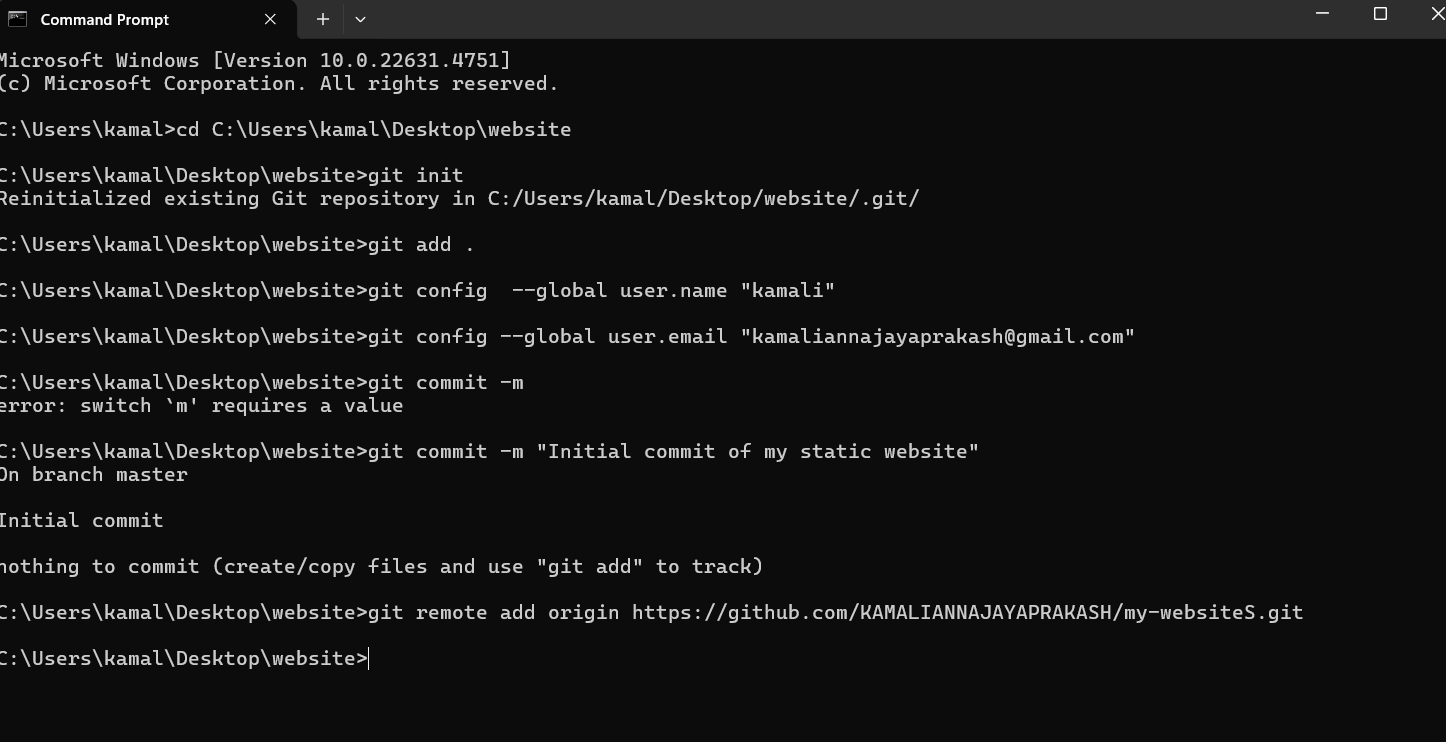 Command Prompt
Microsoft Windows [Version 10.0.22631.4751]
(c) Microsoft Corporation. All rights reserved.
C:\Users\kamal>cd C:\Users\kamal\Desktop\website
C:\Users\kamal\Desktop\website>git init
Reinitialized existing Git repository in C:/Users/kamal/Desktop/website/.git/
C:\Users\kamal\Desktop\website>git add .
C:\Users\kamal\Desktop\website>git config  --global user.name "kamali"
C:\Users\kamal\Desktop\website>git config --global user.email "kamaliannajayaprakash@gmail.com"
C:\Users\kamal\Desktop\website>git commit -m
error: switch `m' requires a value
C:\Users\kamal\Desktop\website>git commit -m "Initial commit of my static website"
On branch master
Initial commit
nothing to commit (create/copy files and use "git add" to track)
C:\Users\kamal\Desktop\website>git remote add origin https://github.com/KAMALIANNAJAYAPRAKASH/my-websiteS.git
C:\Users\kamal\Desktop\website>